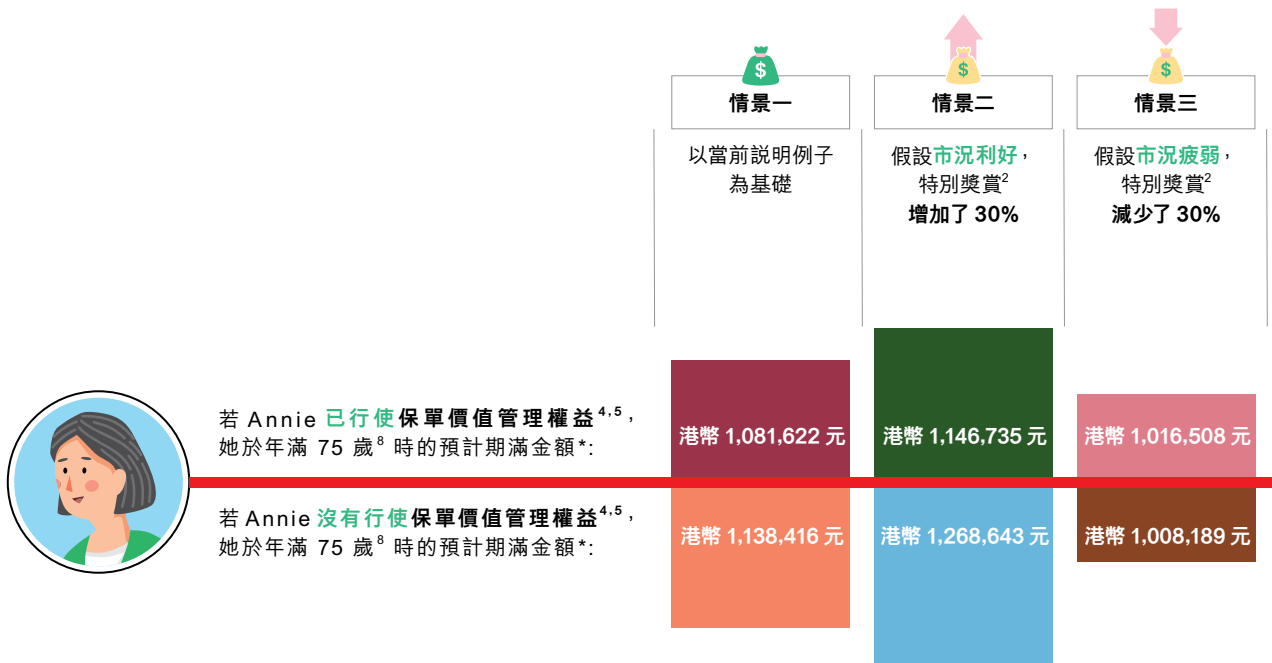 $
$
$
情景一
情景二
情景三
以當前説明例子
為基礎
假設市況利好，
特別獎賞2
增加了 30%
假設市況疲弱，
特別獎賞2
減少了 30%
若 Annie 已行使保單價值管理權益4,5，
她於年滿 75 歲8 時的預計期滿金額*:
港幣 1,081,622 元
港幣 1,146,735 元
港幣 1,016,508 元
若 Annie 沒有行使保單價值管理權益4,5，
她於年滿 75 歲8 時的預計期滿金額*:
港幣 1,138,416 元
港幣 1,268,643 元
港幣 1,008,189 元